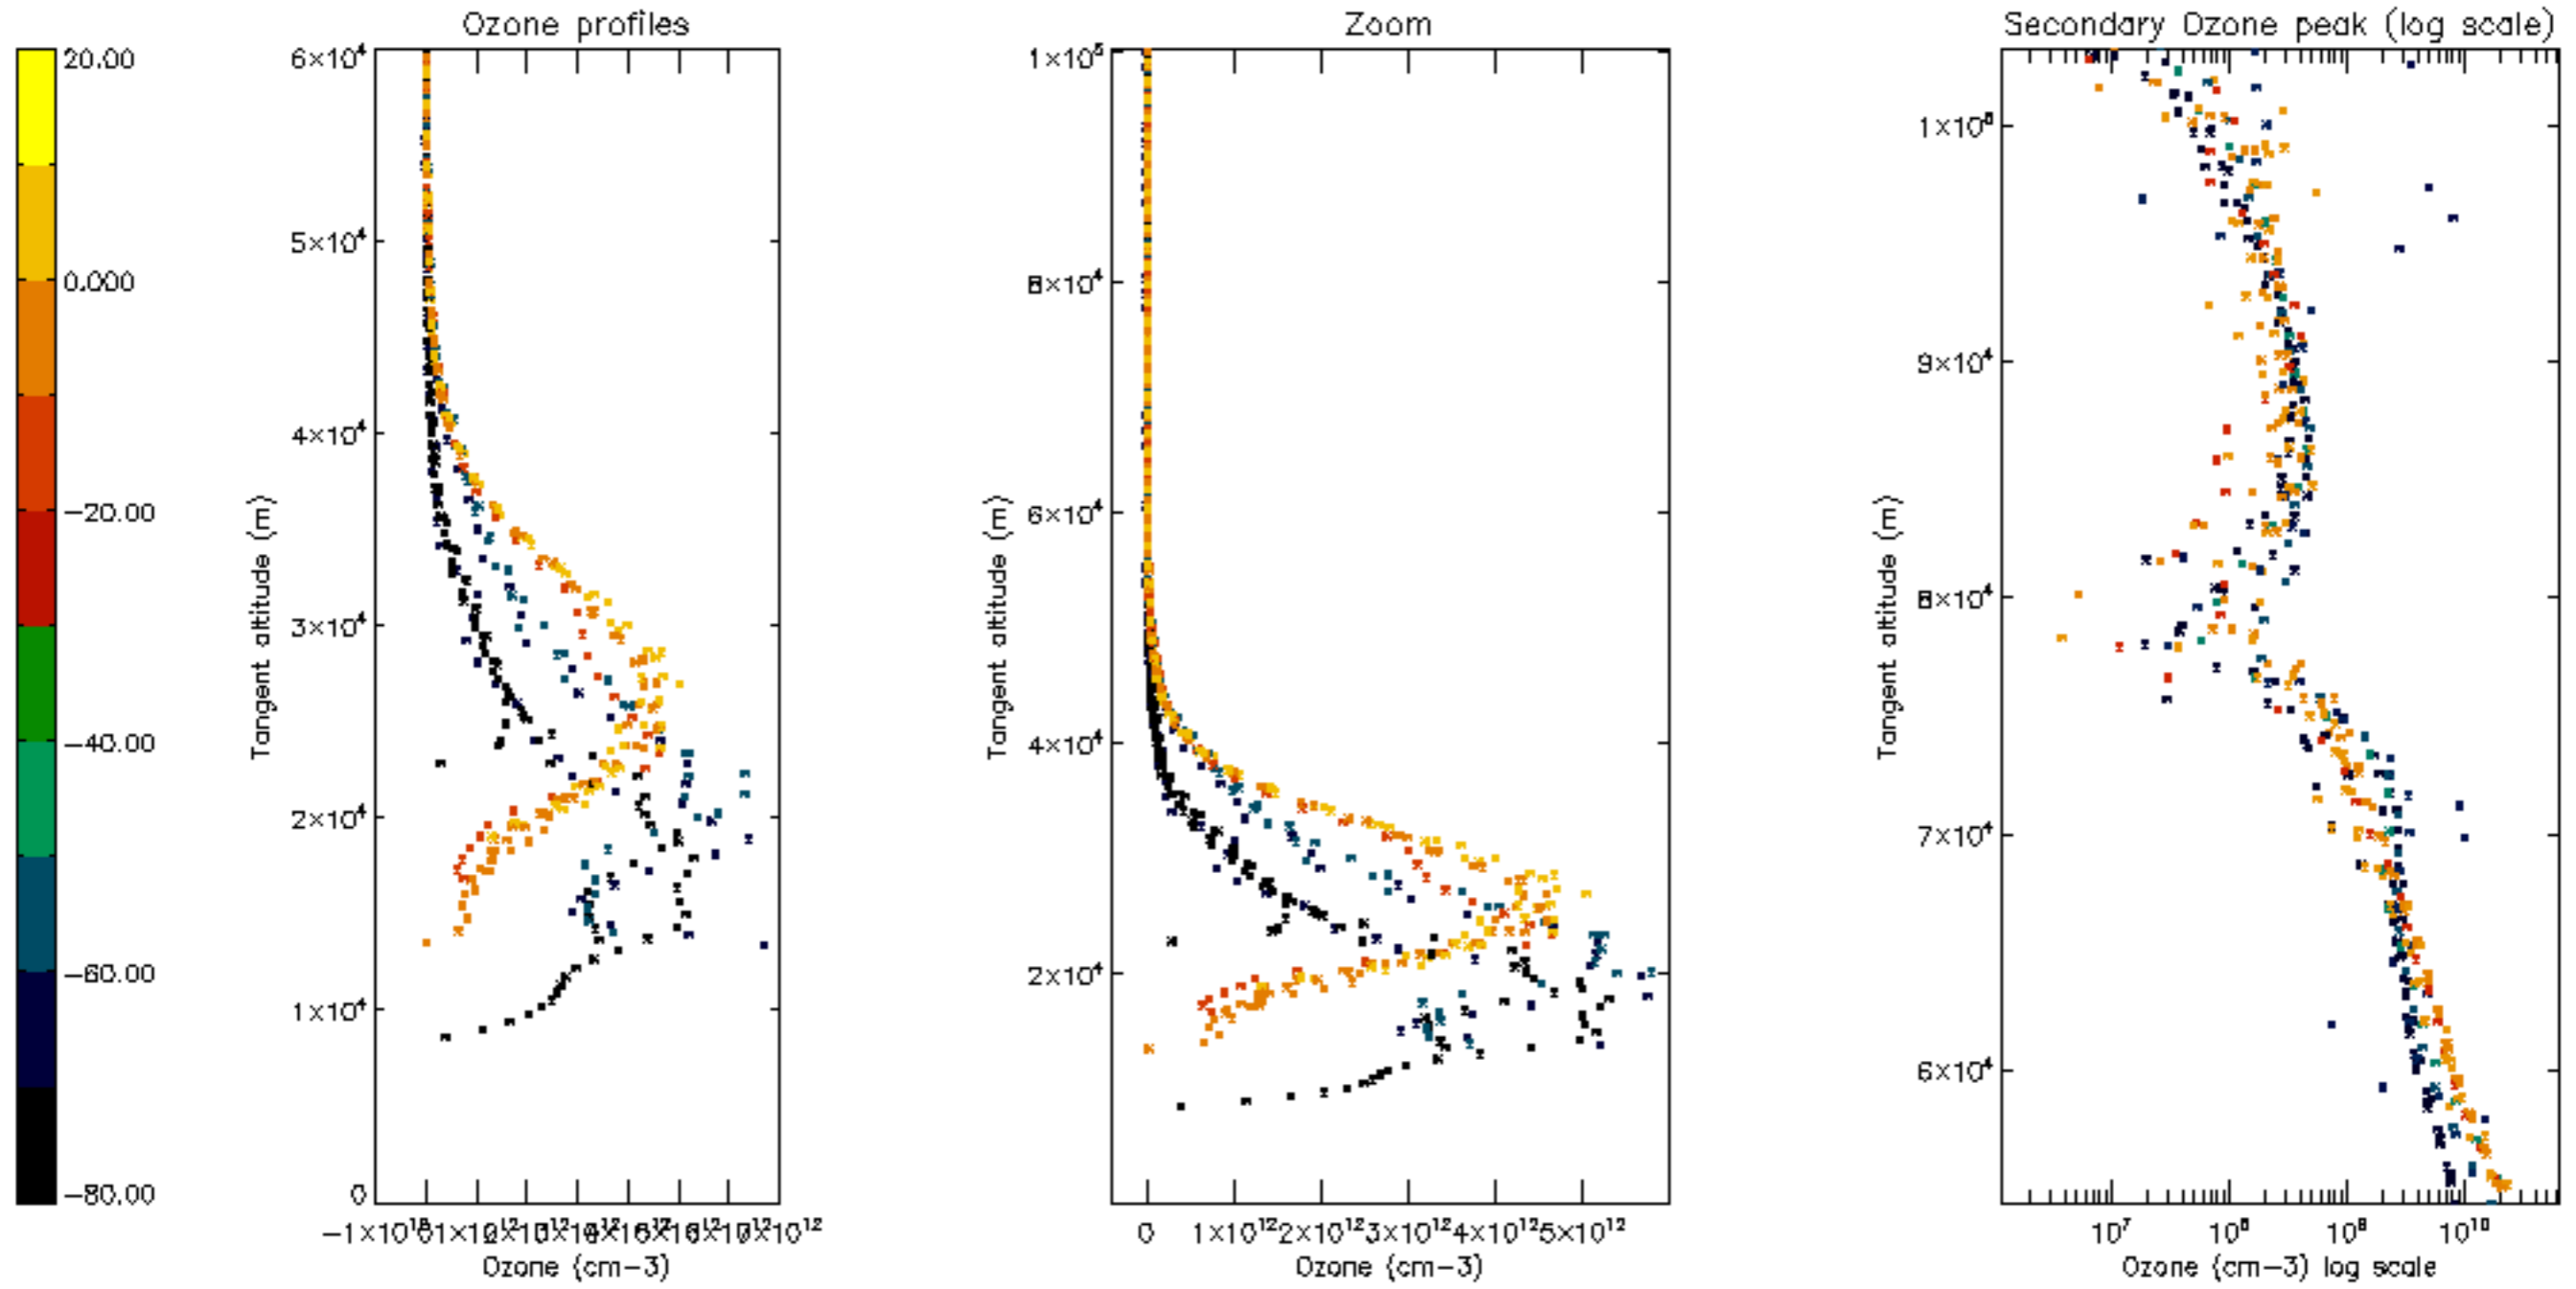 Ozone profiles
Zoom
Secondary Ozone peak (log scale)
20.00
0.000
−20.00
−40.00
−60.00
−80.00
6×10⁴
5×10⁴
4×10⁴
3×10⁴
2×10⁴
1×10⁴
0
Tangent altitude (m)
Ozone (cm−3)
1×10⁵
8×10⁴
6×10⁴
4×10⁴
2×10⁴
Tangent altitude (m)
0 1×10¹² 2×10¹² 3×10¹² 4×10¹² 5×10¹²
Ozone (cm−3)
1×10⁵
9×10⁴
8×10⁴
7×10⁴
6×10⁴
Tangent altitude (m)
10⁷ 10⁸ 10⁹ 10¹⁰
Ozone (cm−3) log scale